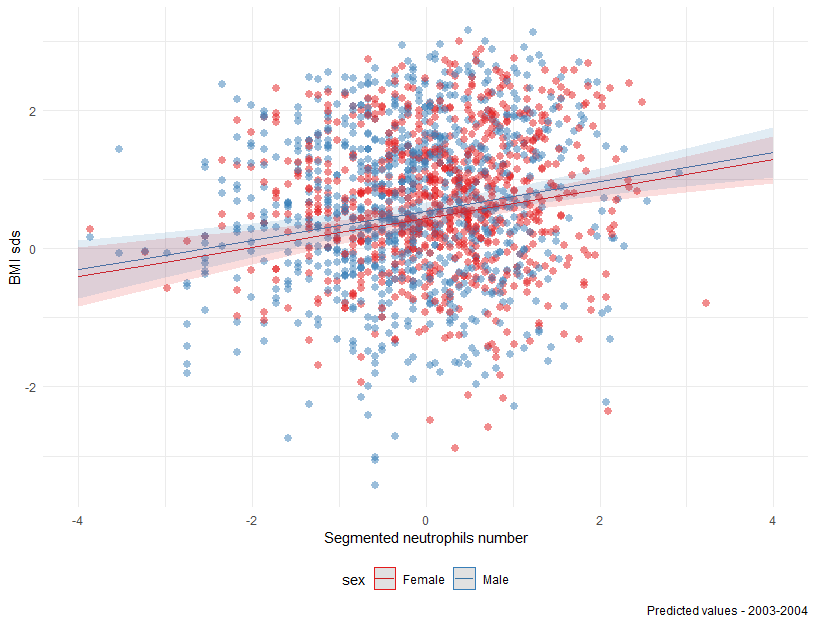 BMI sds
2
0
-2
-4 -2 0 2 4
Segmented neutrophils number
sex Female Male
Predicted values - 2003-2004